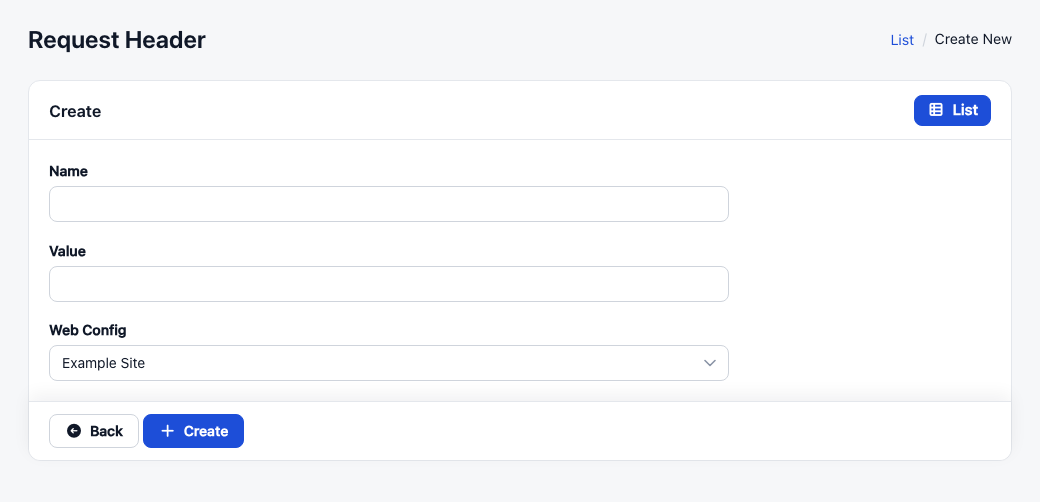 Request Header
List / Create New
Create
List
Name
Value
Web Config
Example Site
Back
Create